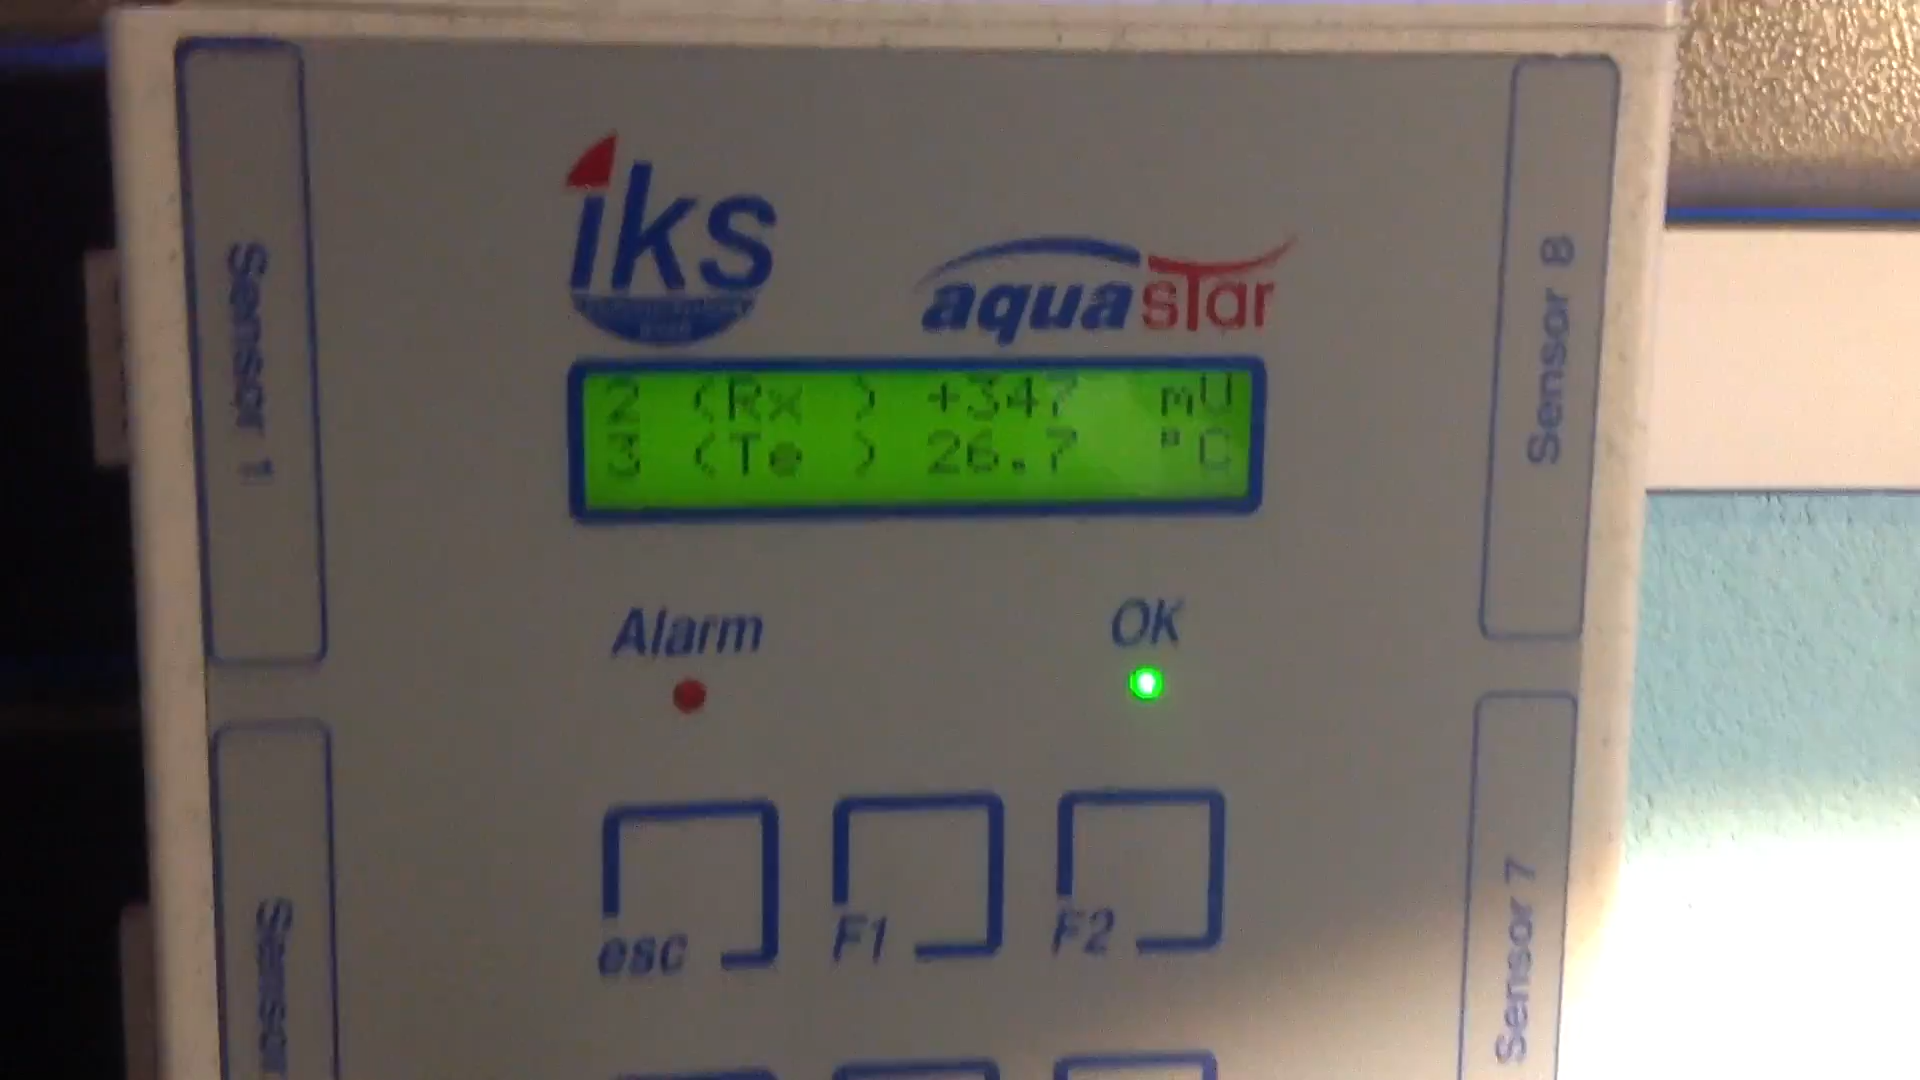 iks
aquastar
2 (Rx ) +347 mV
3 (Te ) 26.7 °C
Alarm OK
esc F1 F2
Sensor 1
Sensor
Sensor 8
Sensor 7